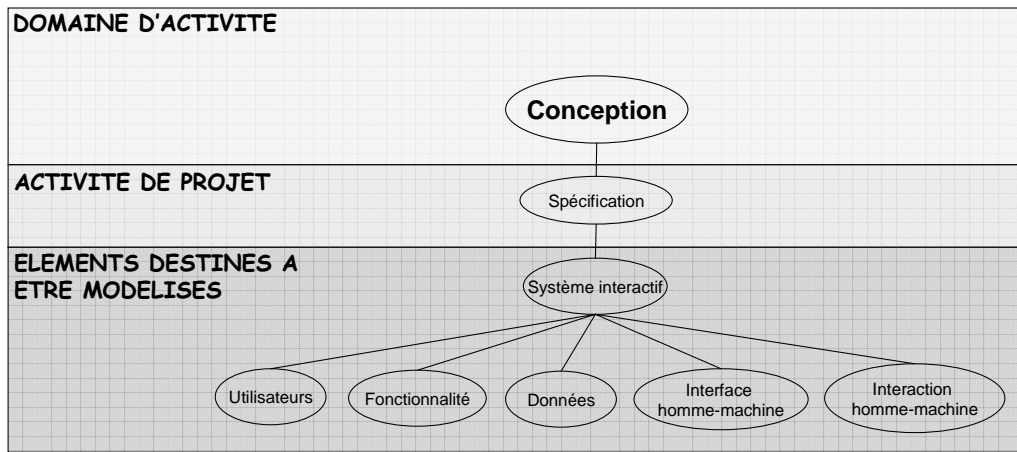 DOMAINE D'ACTIVITE
Conception
ACTIVITE DE PROJET
Spécification
ELEMENTS DESTINES A
ETRE MODELISES
Système interactif
Utilisateurs
Fonctionnalité
Données
Interface
homme-machine
Interaction
homme-machine